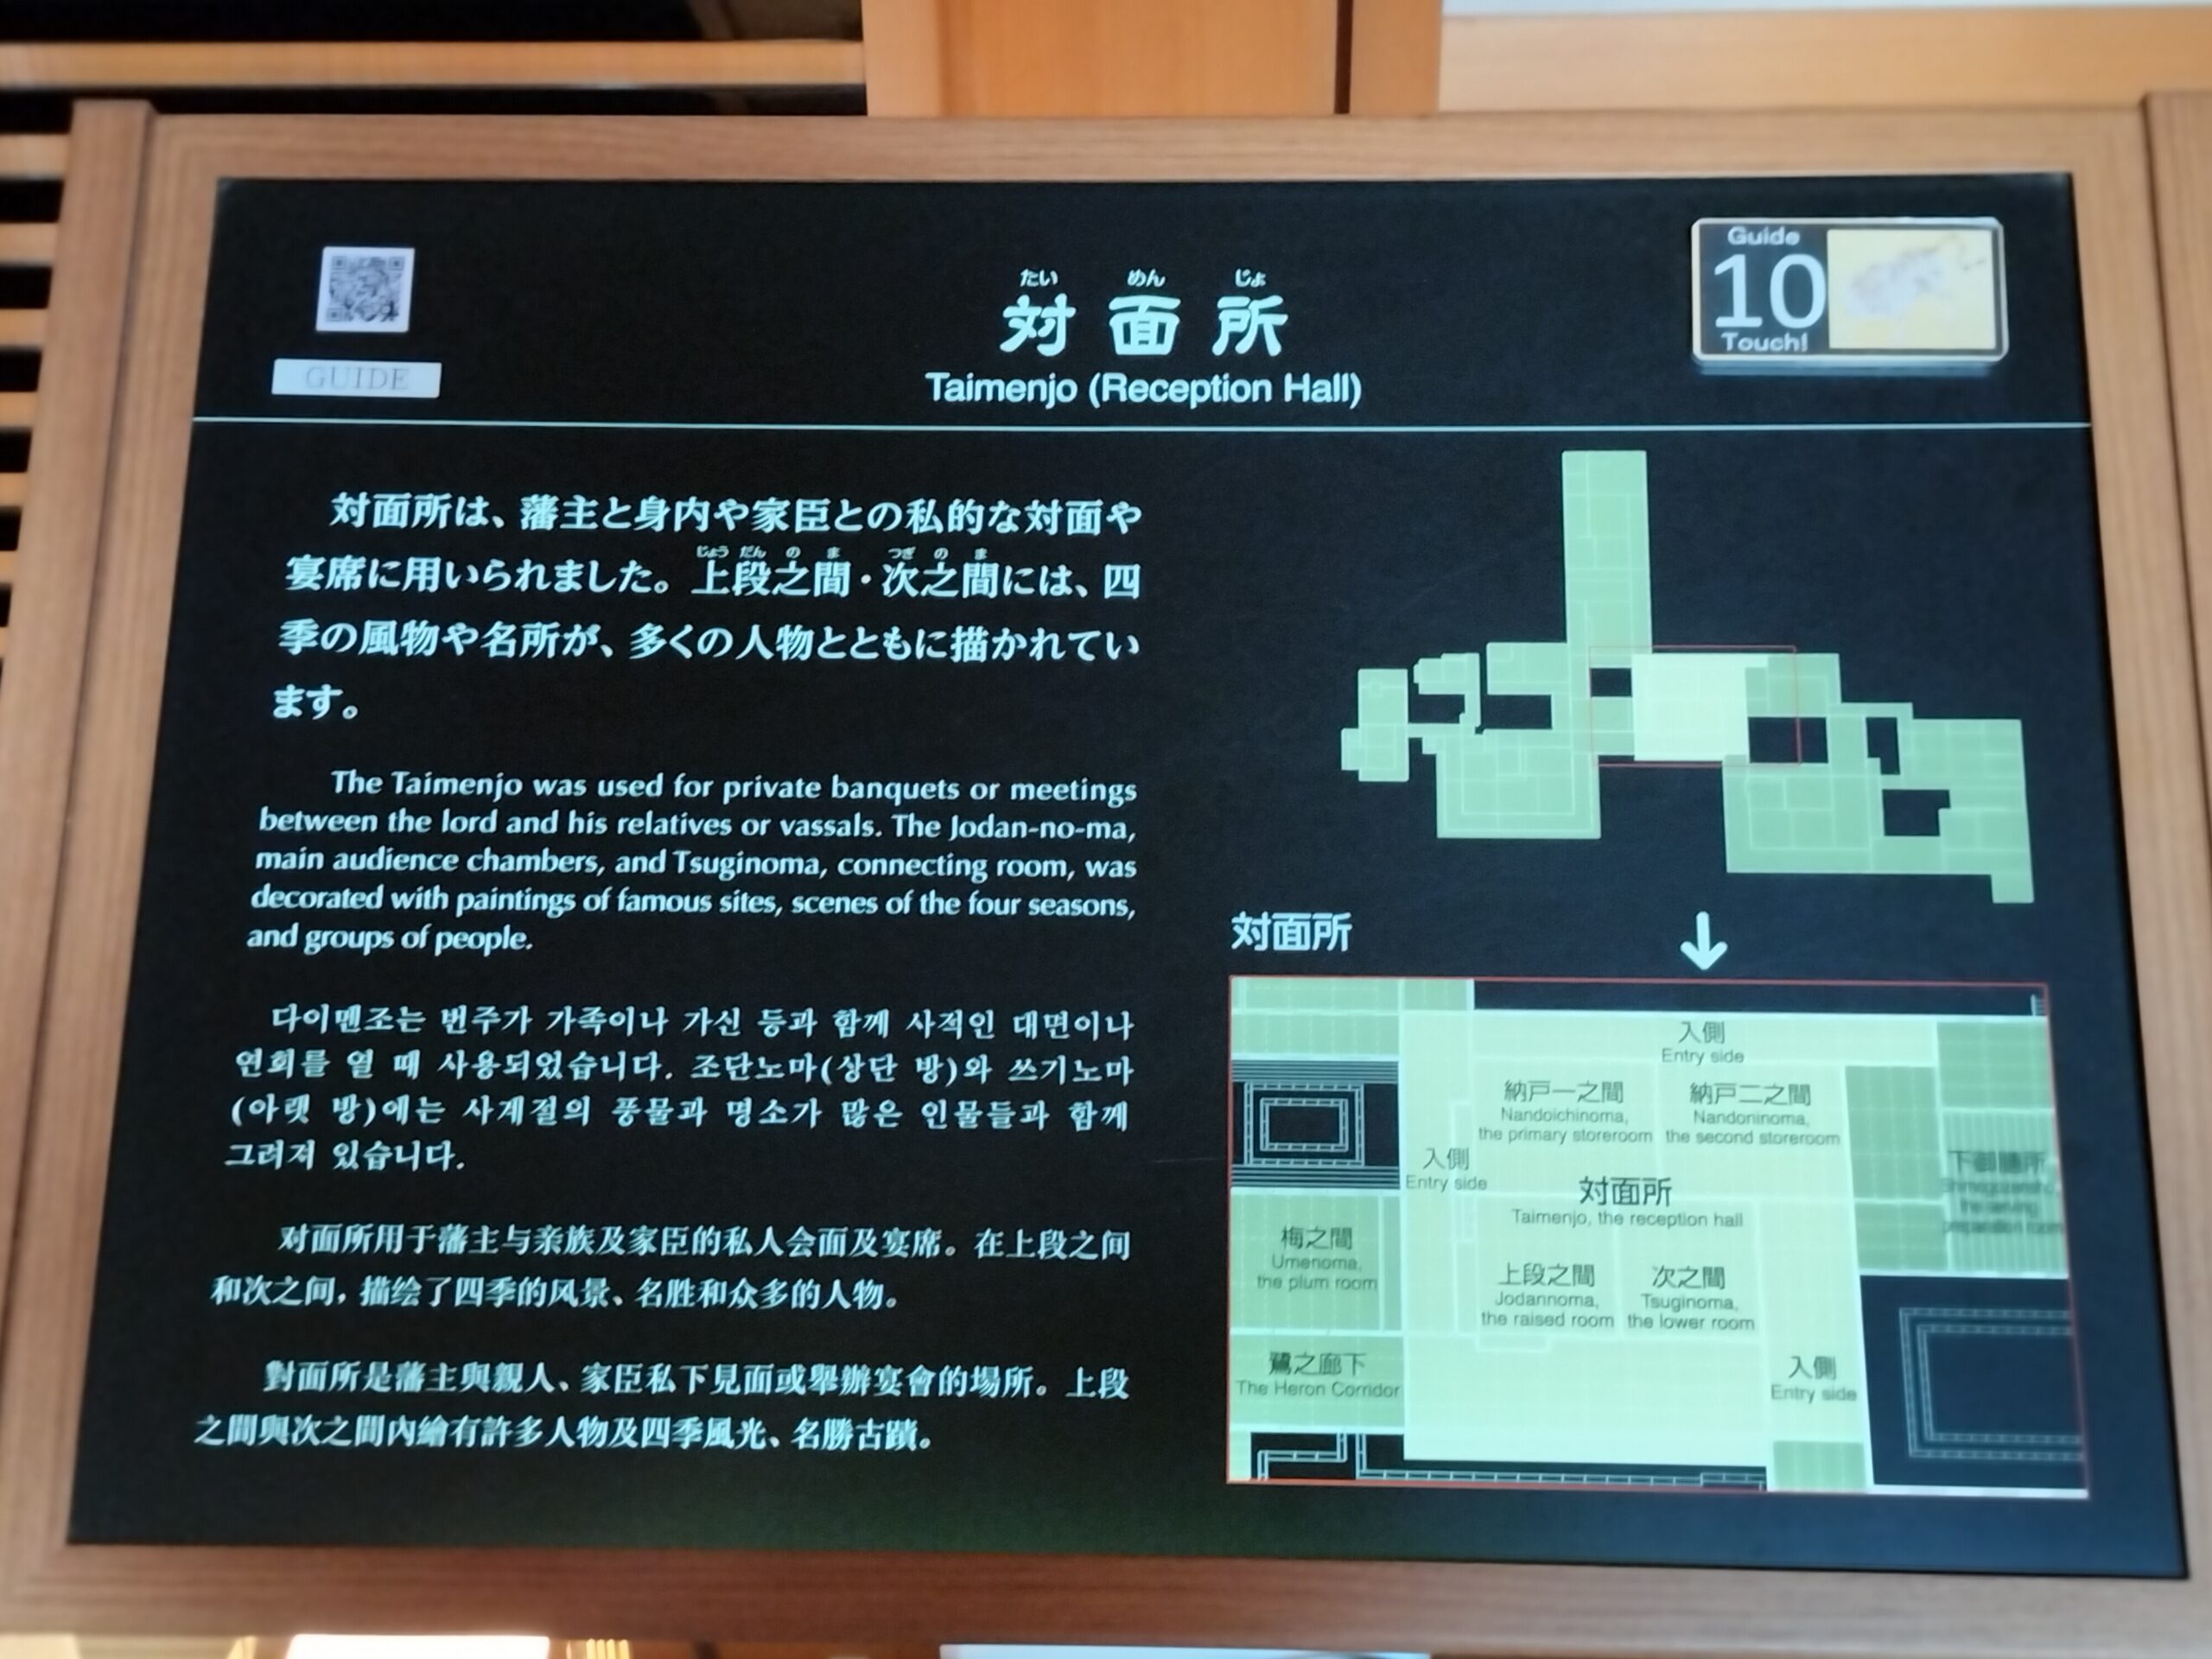 Guide
10
Touch!
GUIDE
たい めん じょ
対面所
Taimenjo (Reception Hall)
対面所は、藩主と身内や家臣との私的な対面や
じょう だん の ま つぎ の ま
宴席に用いられました。上段之間・次之間には、四
季の風物や名所が、多くの人物とともに描かれてい
ます。
The Taimenjo was used for private banquets or meetings
between the lord and his relatives or vassals. The Jodan-no-ma,
main audience chambers, and Tsuginoma, connecting room, was
decorated with paintings of famous sites, scenes of the four seasons,
and groups of people.
다이멘조는 번주가 가족이나 가신 등과 함께 사적인 대면이나
연회를 열 때 사용되었습니다. 조단노마(상단 방)와 쓰기노마
(아랫 방)에는 사계절의 풍물과 명소가 많은 인물들과 함께
그려져 있습니다.
对面所用于藩主与亲族及家臣的私人会面及宴席。在上段之间
和次之间，描绘了四季的风景、名胜和众多的人物。
對面所是藩主與親人、家臣私下見面或舉辦宴會的場所。上段
之間與次之間內繪有許多人物及四季風光、名勝古蹟。
対面所
入側
Entry side
納戸一之間
Nandoichinoma,
the primary storeroom
納戸二之間
Nandoninoma,
the second storeroom
入側
Entry side
対面所
Taimenjo, the reception hall
下御膳所
梅之間
Umenoma,
the plum room
上段之間
Jodannoma,
the raised room
次之間
Tsuginoma,
the lower room
鷺之廊下
The Heron Corridor
入側
Entry side